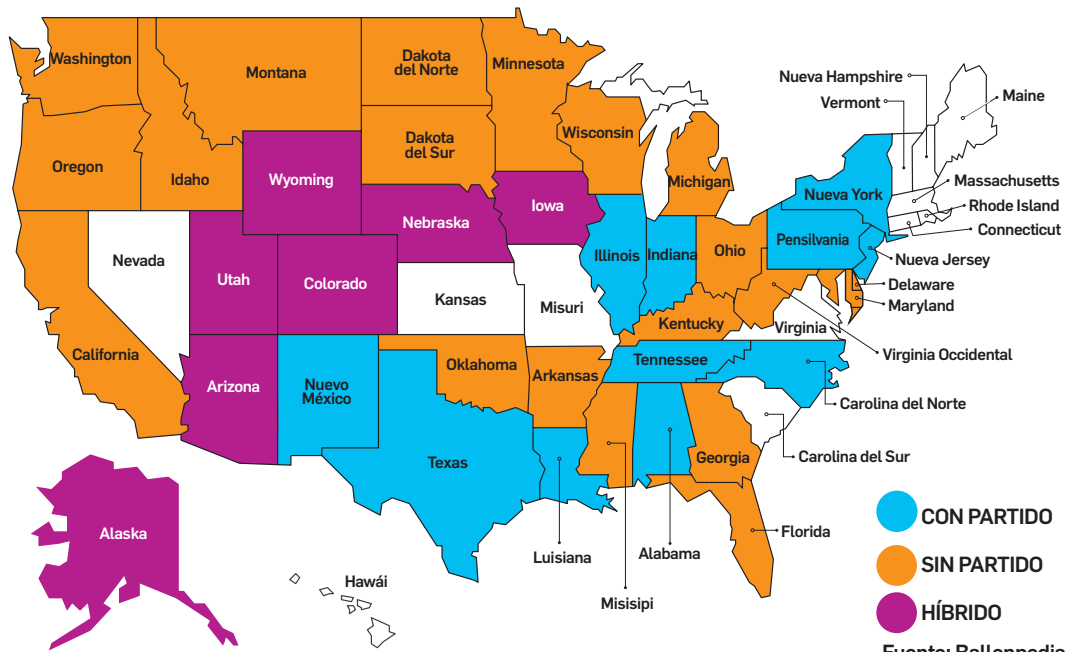 Washington
Montana
Dakota
del Norte
Minnesota
Nueva Hampshire
Vermont
Maine
Oregon
Idaho
Wyoming
Dakota
del Sur
Wisconsin
Michigan
Nueva York
Massachusetts
Rhode Island
Connecticut
Nevada
Utah
Colorado
Nebraska
Iowa
Illinois
Indiana
Ohio
Pensilvania
Nueva Jersey
Delaware
Maryland
Kansas
Misuri
Kentucky
Virginia
Virginia Occidental
California
Arizona
Nuevo
México
Oklahoma
Arkansas
Tennessee
Carolina del Norte
Texas
Georgia
Carolina del Sur
Alaska
Hawái
Luisiana
Misisipi
Alabama
Florida
CON PARTIDO
SIN PARTIDO
HÍBRIDO
Fuente: Ballonpedia